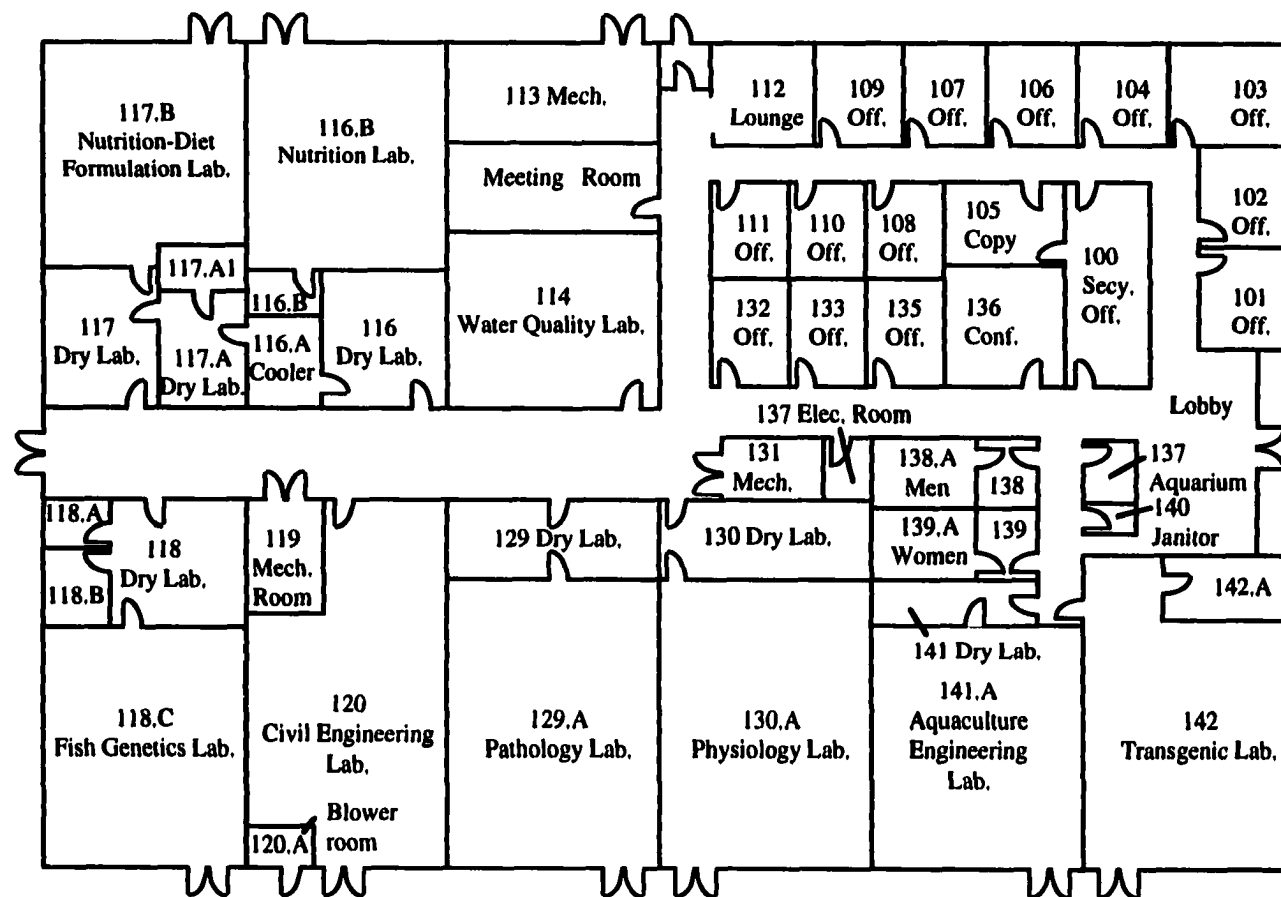 117.B
Nutrition-Diet
Formulation Lab.
116.B
Nutrition Lab.
113 Mech.
Meeting Room
112
Lounge
109
Off.
107
Off.
106
Off.
104
Off.
103
Off.
102
Off.
101
Off.
111
Off.
110
Off.
108
Off.
105
Copy
100
Secy.
Off.
132
Off.
133
Off.
135
Off.
136
Conf.
117.A1
117
Dry Lab.
117.A
Dry Lab.
116.B
116.A
Cooler
116
Dry Lab.
114
Water Quality Lab.
137 Elec. Room
Lobby
131
Mech.
138.A
Men
138
139.A
Women
139
137
Aquarium
140
Janitor
118.A
118
Dry Lab.
118.B
119
Mech.
Room
129 Dry Lab.
130 Dry Lab.
142.A
141 Dry Lab.
118.C
Fish Genetics Lab.
120
Civil Engineering
Lab.
129.A
Pathology Lab.
130.A
Physiology Lab.
141.A
Aquaculture
Engineering
Lab.
142
Transgenic Lab.
Blower
room
120.A